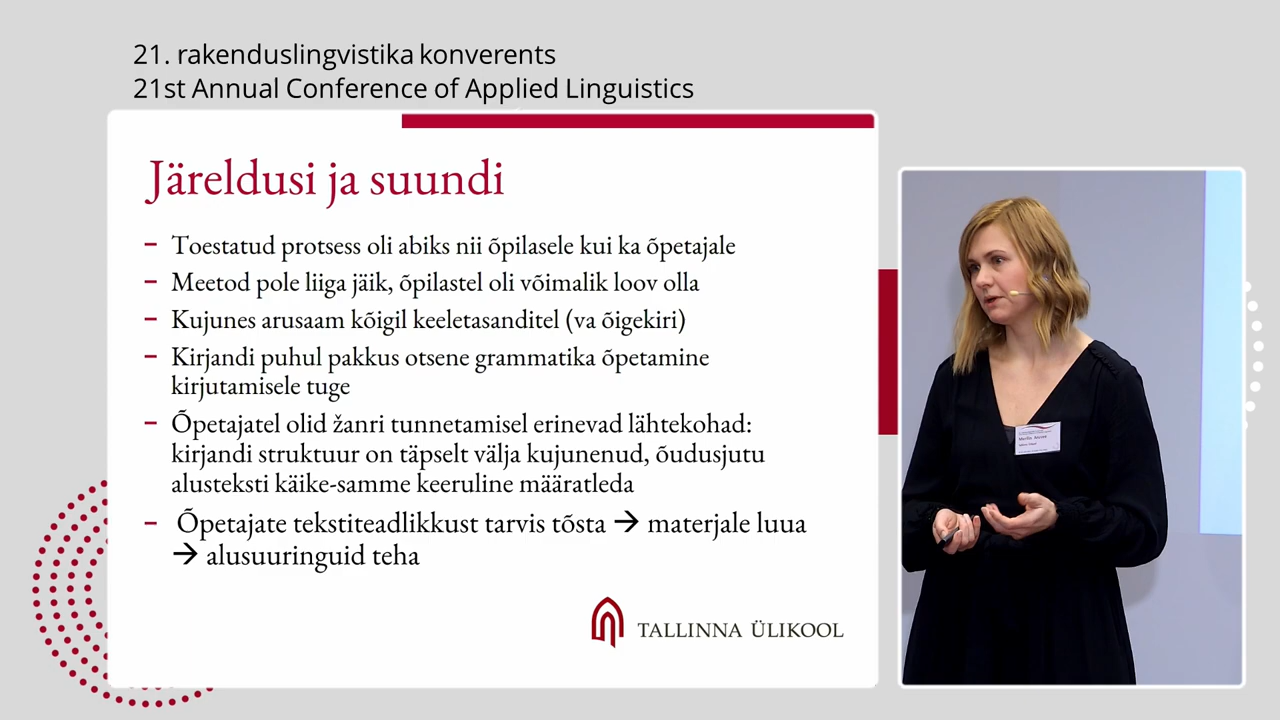 21. rakenduslingvistika konverents
21st Annual Conference of Applied Linguistics
Järeldusi ja suundi
– Toestatud protsess oli abiks nii õpilasele kui ka õpetajale
– Meetod pole liiga jäik, õpilastel oli võimalik loov olla
– Kujunes arusaam kõigil keeletasanditel (va õigekiri)
– Kirjandi puhul pakkus otsene grammatika õpetamine
kirjutamisele tuge
– Õpetajatel olid žanri tunnetamisel erinevad lähtekohad:
kirjandi struktuur on täpselt välja kujunenud, õudusjutu
alusteksti käike-samme keeruline määratleda
– Õpetajate tekstiteadlikkust tarvis tõsta → materjale luua
→ alusuuringuid teha
TALLINNA ÜLIKOOL